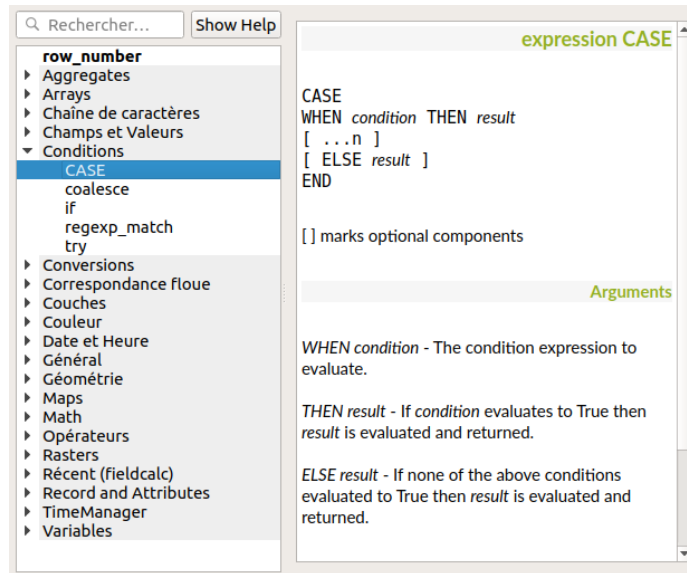 Rechercher...
Show Help
row_number
Aggregates
Arrays
Chaîne de caractères
Champs et Valeurs
Conditions
CASE
coalesce
if
regexp_match
try
Conversions
Correspondance floue
Couches
Couleur
Date et Heure
Général
Géométrie
Maps
Math
Opérateurs
Rasters
Récent (fieldcalc)
Record and Attributes
TimeManager
Variables
expression CASE
CASE
WHEN condition THEN result
[ ...n ]
[ ELSE result ]
END
[ ] marks optional components
Arguments
WHEN condition - The condition expression to
evaluate.
THEN result - If condition evaluates to True then
result is evaluated and returned.
ELSE result - If none of the above conditions
evaluated to True then result is evaluated and
returned.